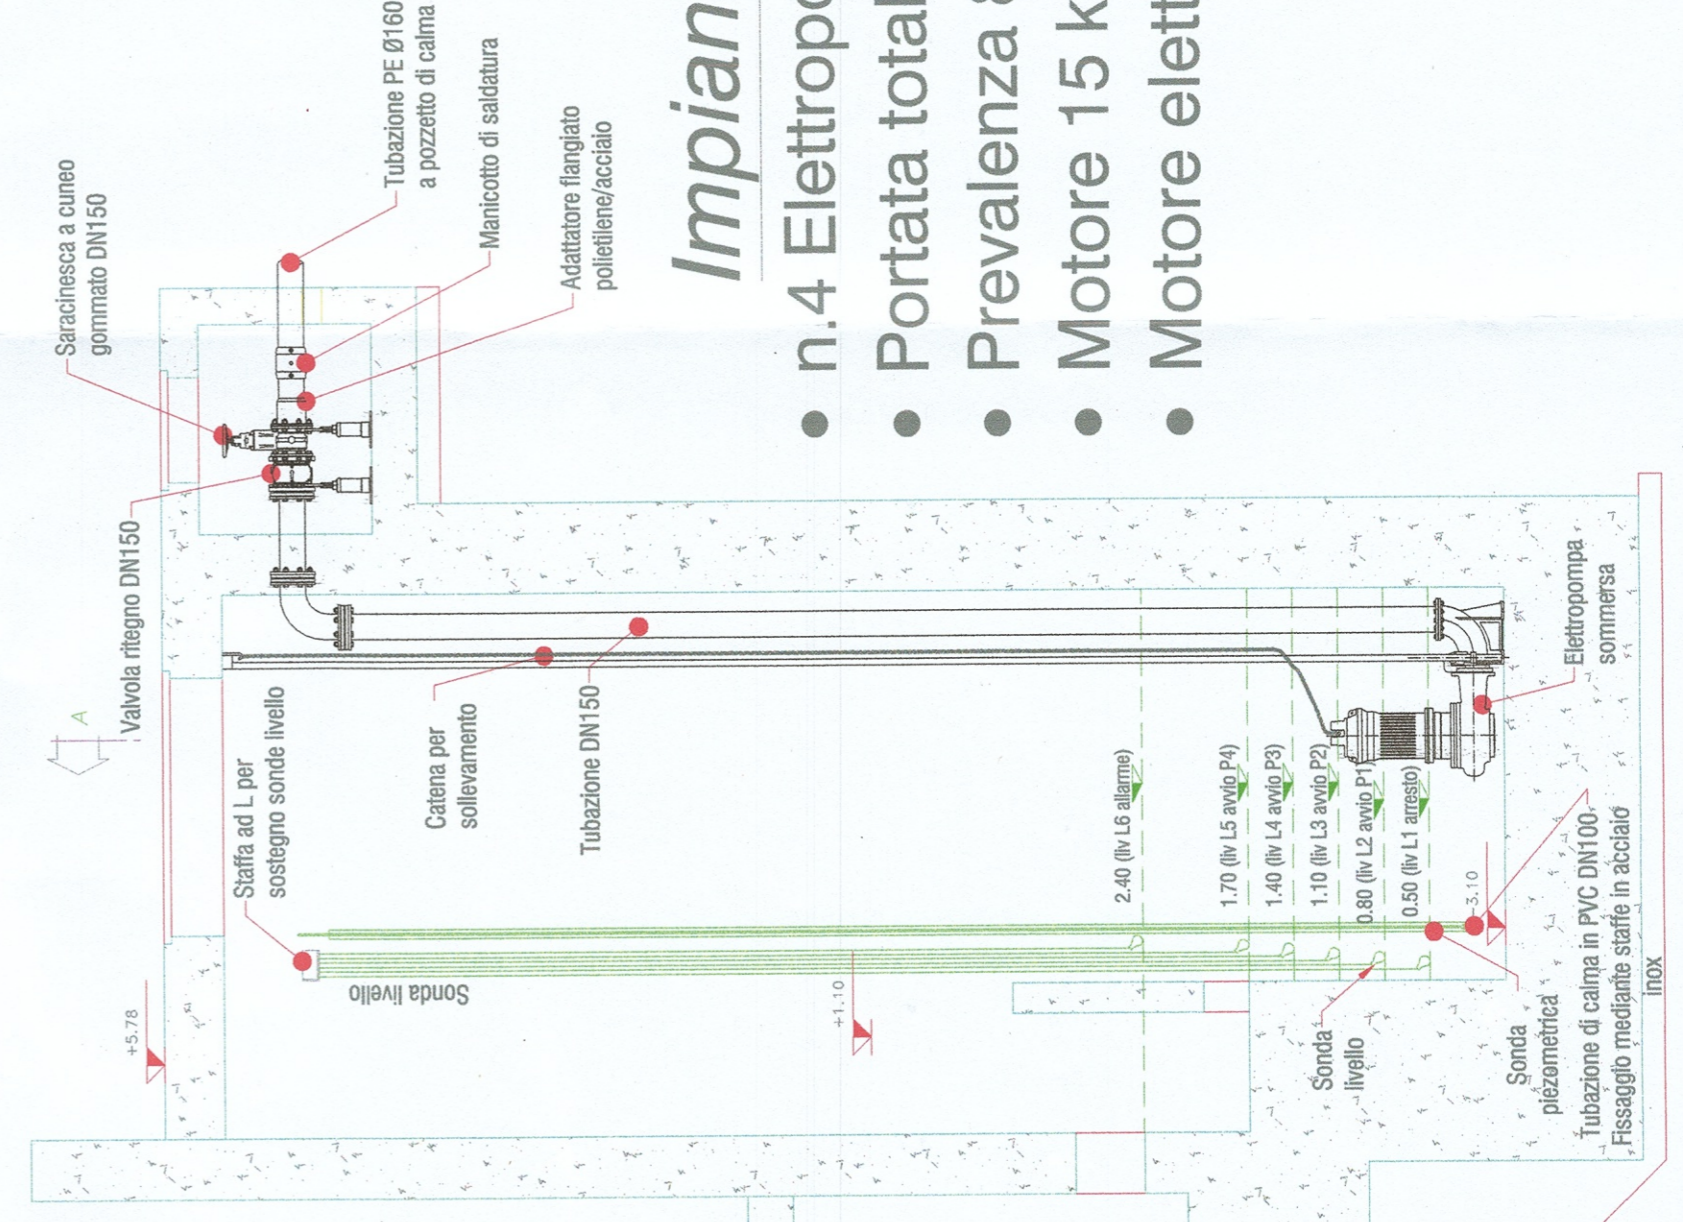 Saracinesca a cuneo
gommato DN150
Tubazione PE Ø160
a pozzetto di calma
Manicotto di saldatura
Adattatore flangiato
polietilene/acciaio
Valvola ritegno DN150
A
Staffa ad L per
sostegno sonde livello
Catena per
sollevamento
Tubazione DN150
Sonda livello
+5.78
+1.10
2.40 (liv L6 allarme)
1.70 (liv L5 avvio P4)
1.40 (liv L4 avvio P3)
1.10 (liv L3 avvio P2)
0.80 (liv L2 avvio P1)
0.50 (liv L1 arresto)
-3.10
Elettropompa
sommersa
Sonda
livello
Sonda
piezometrica
Tubazione di calma in PVC DN100
Fissaggio mediante staffe in acciaio
inox
Impian
n.4 Elettropo
Portata total
Prevalenza
Motore 15 k
Motore elett